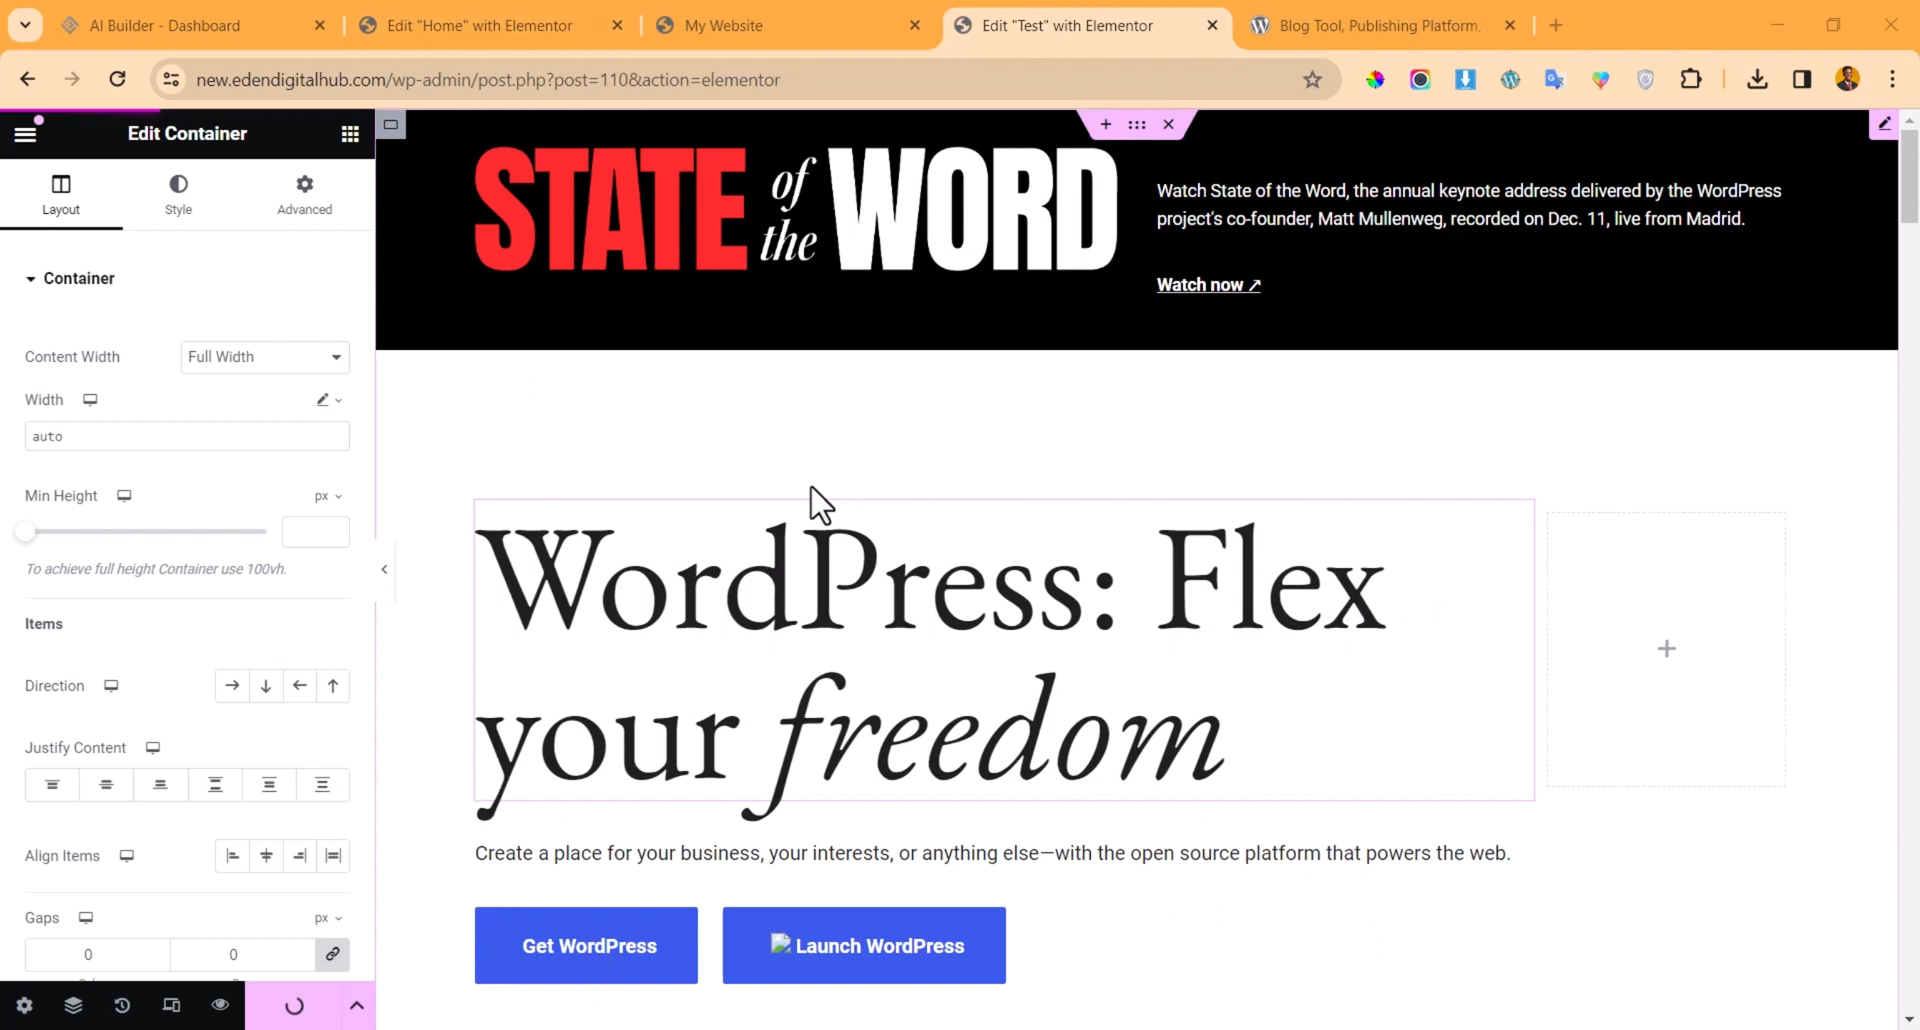 AI Builder - Dashboard
Edit "Home" with Elementor
My Website
Edit "Test" with Elementor
Blog Tool, Publishing Platform,
new.edendigitalhub.com/wp-admin/post.php?post=110&action=elementor
Edit Container
Layout
Style
Advanced
Container
Content Width
Full Width
Width
auto
Min Height
px
To achieve full height Container use 100vh.
Items
Direction
Justify Content
Align Items
Gaps
px
0
0
STATE of the WORD
Watch State of the Word, the annual keynote address delivered by the WordPress
project's co-founder, Matt Mullenweg, recorded on Dec. 11, live from Madrid.
Watch now ↗
WordPress: Flex
your freedom
Create a place for your business, your interests, or anything else—with the open source platform that powers the web.
Get WordPress
Launch WordPress